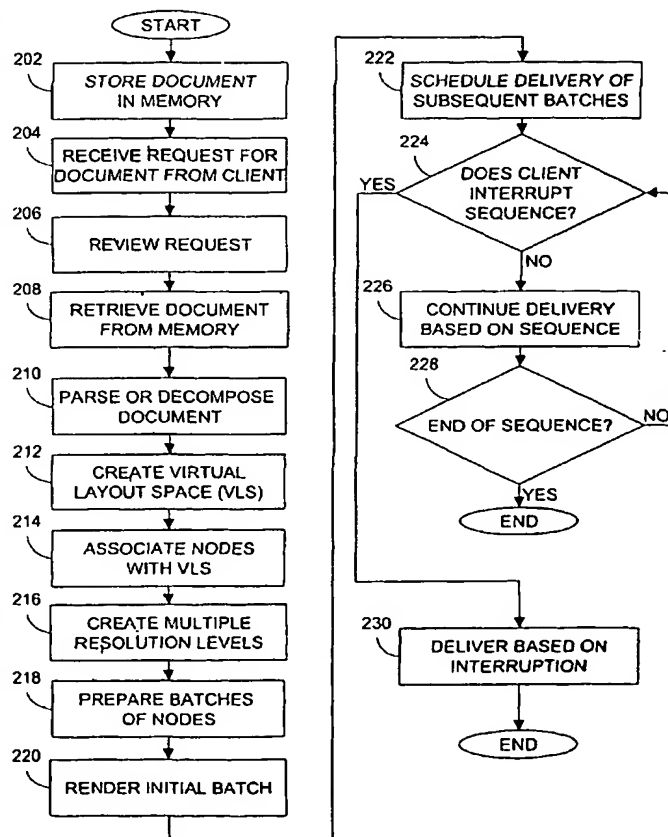 START
202
STORE DOCUMENT
IN MEMORY
204
RECEIVE REQUEST FOR
DOCUMENT FROM CLIENT
206
REVIEW REQUEST
208
RETRIEVE DOCUMENT
FROM MEMORY
210
PARSE OR DECOMPOSE
DOCUMENT
212
CREATE VIRTUAL
LAYOUT SPACE (VLS)
214
ASSOCIATE NODES
WITH VLS
216
CREATE MULTIPLE
RESOLUTION LEVELS
218
PREPARE BATCHES
OF NODES
220
RENDER INITIAL BATCH
222
SCHEDULE DELIVERY OF
SUBSEQUENT BATCHES
224
YES
DOES CLIENT
INTERRUPT
SEQUENCE?
NO
226
CONTINUE DELIVERY
BASED ON SEQUENCE
228
NO
END OF SEQUENCE?
YES
END
230
DELIVER BASED ON
INTERRUPTION
END